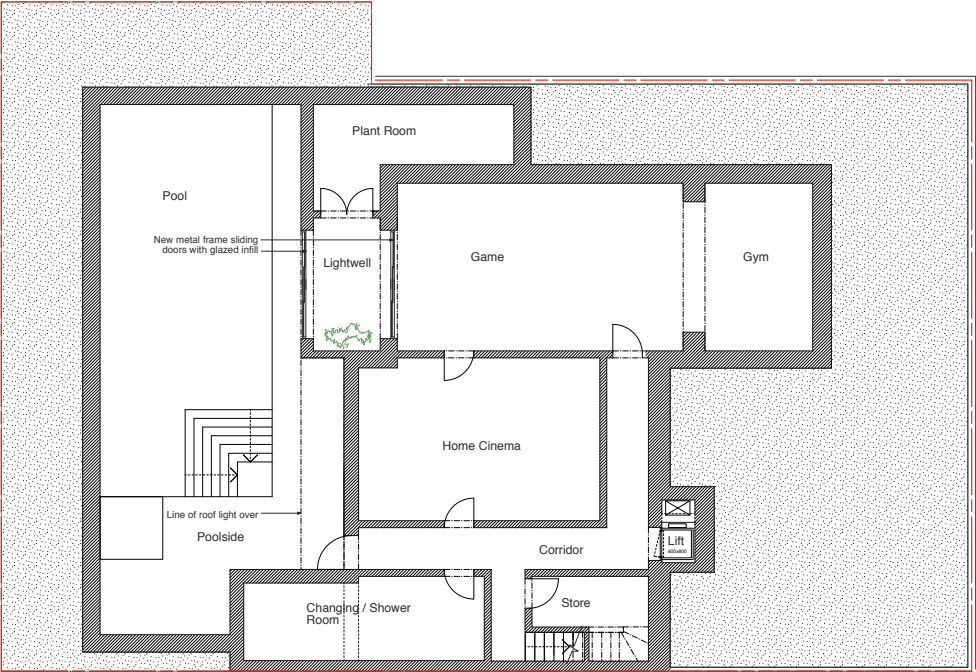 Plant Room
Pool
New metal frame sliding
doors with glazed infill
Lightwell
Game
Gym
Home Cinema
Line of roof light over
Poolside
Corridor
Lift
800x800
Store
Changing / Shower
Room